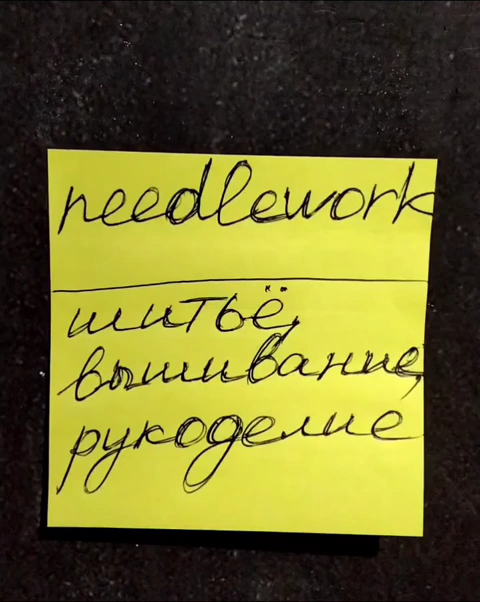 needlework
шитьё,
вышивание,
рукоделие